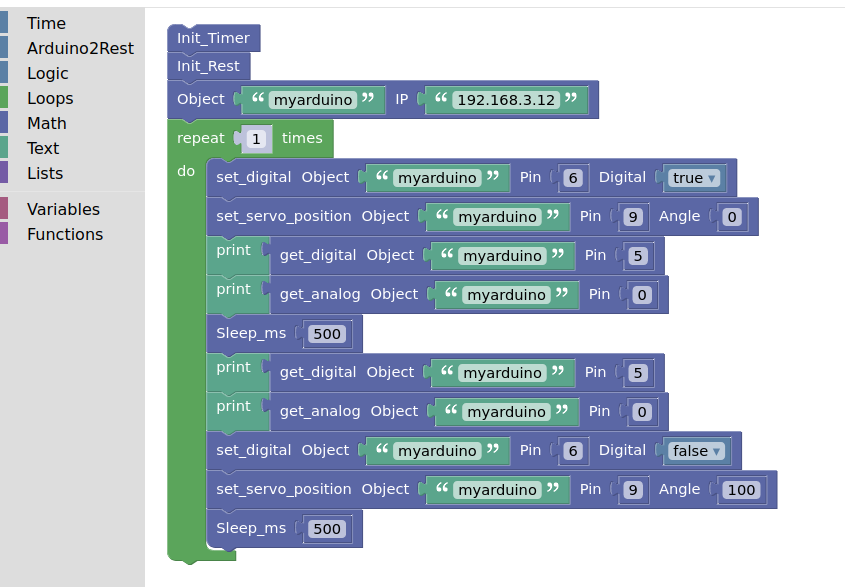 Time
Arduino2Rest
Logic
Loops
Math
Text
Lists
Variables
Functions
Init_Timer
Init_Rest
Object “ myarduino ” IP “ 192.168.3.12 ”
repeat 1 times
do
set_digital Object “ myarduino ” Pin 6 Digital true ▾
set_servo_position Object “ myarduino ” Pin 9 Angle 0
print get_digital Object “ myarduino ” Pin 5
print get_analog Object “ myarduino ” Pin 0
Sleep_ms 500
print get_digital Object “ myarduino ” Pin 5
print get_analog Object “ myarduino ” Pin 0
set_digital Object “ myarduino ” Pin 6 Digital false ▾
set_servo_position Object “ myarduino ” Pin 9 Angle 100
Sleep_ms 500